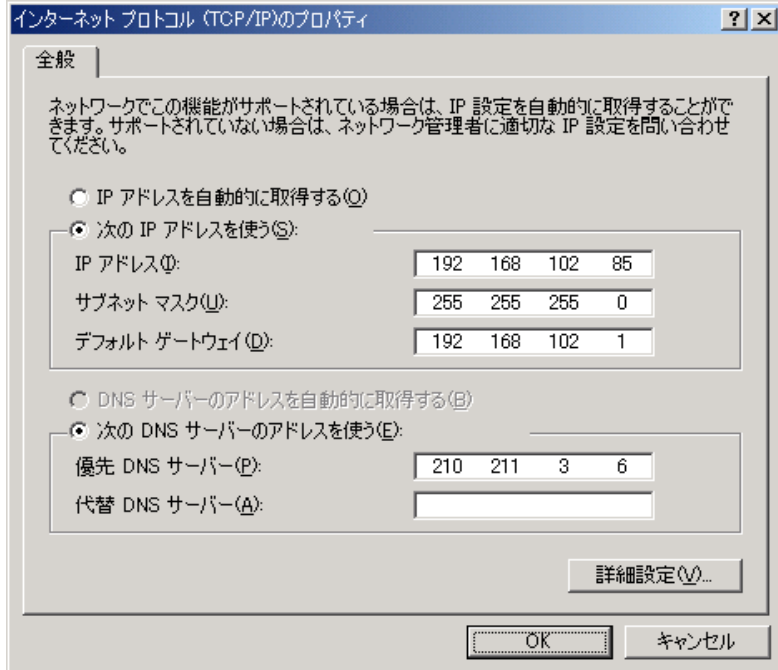 インターネット プロトコル (TCP/IP)のプロパティ
全般
ネットワークでこの機能がサポートされている場合は、IP 設定を自動的に取得することがで
きます。サポートされていない場合は、ネットワーク管理者に適切な IP 設定を問い合わせ
てください。
IP アドレスを自動的に取得する(O)
次の IP アドレスを使う(S):
IP アドレス(I): 192 168 102 85
サブネット マスク(U): 255 255 255 0
デフォルト ゲートウェイ(D): 192 168 102 1
DNS サーバーのアドレスを自動的に取得する(B)
次の DNS サーバーのアドレスを使う(E):
優先 DNS サーバー(P): 210 211 3 6
代替 DNS サーバー(A):
詳細設定(V)...
OK キャンセル